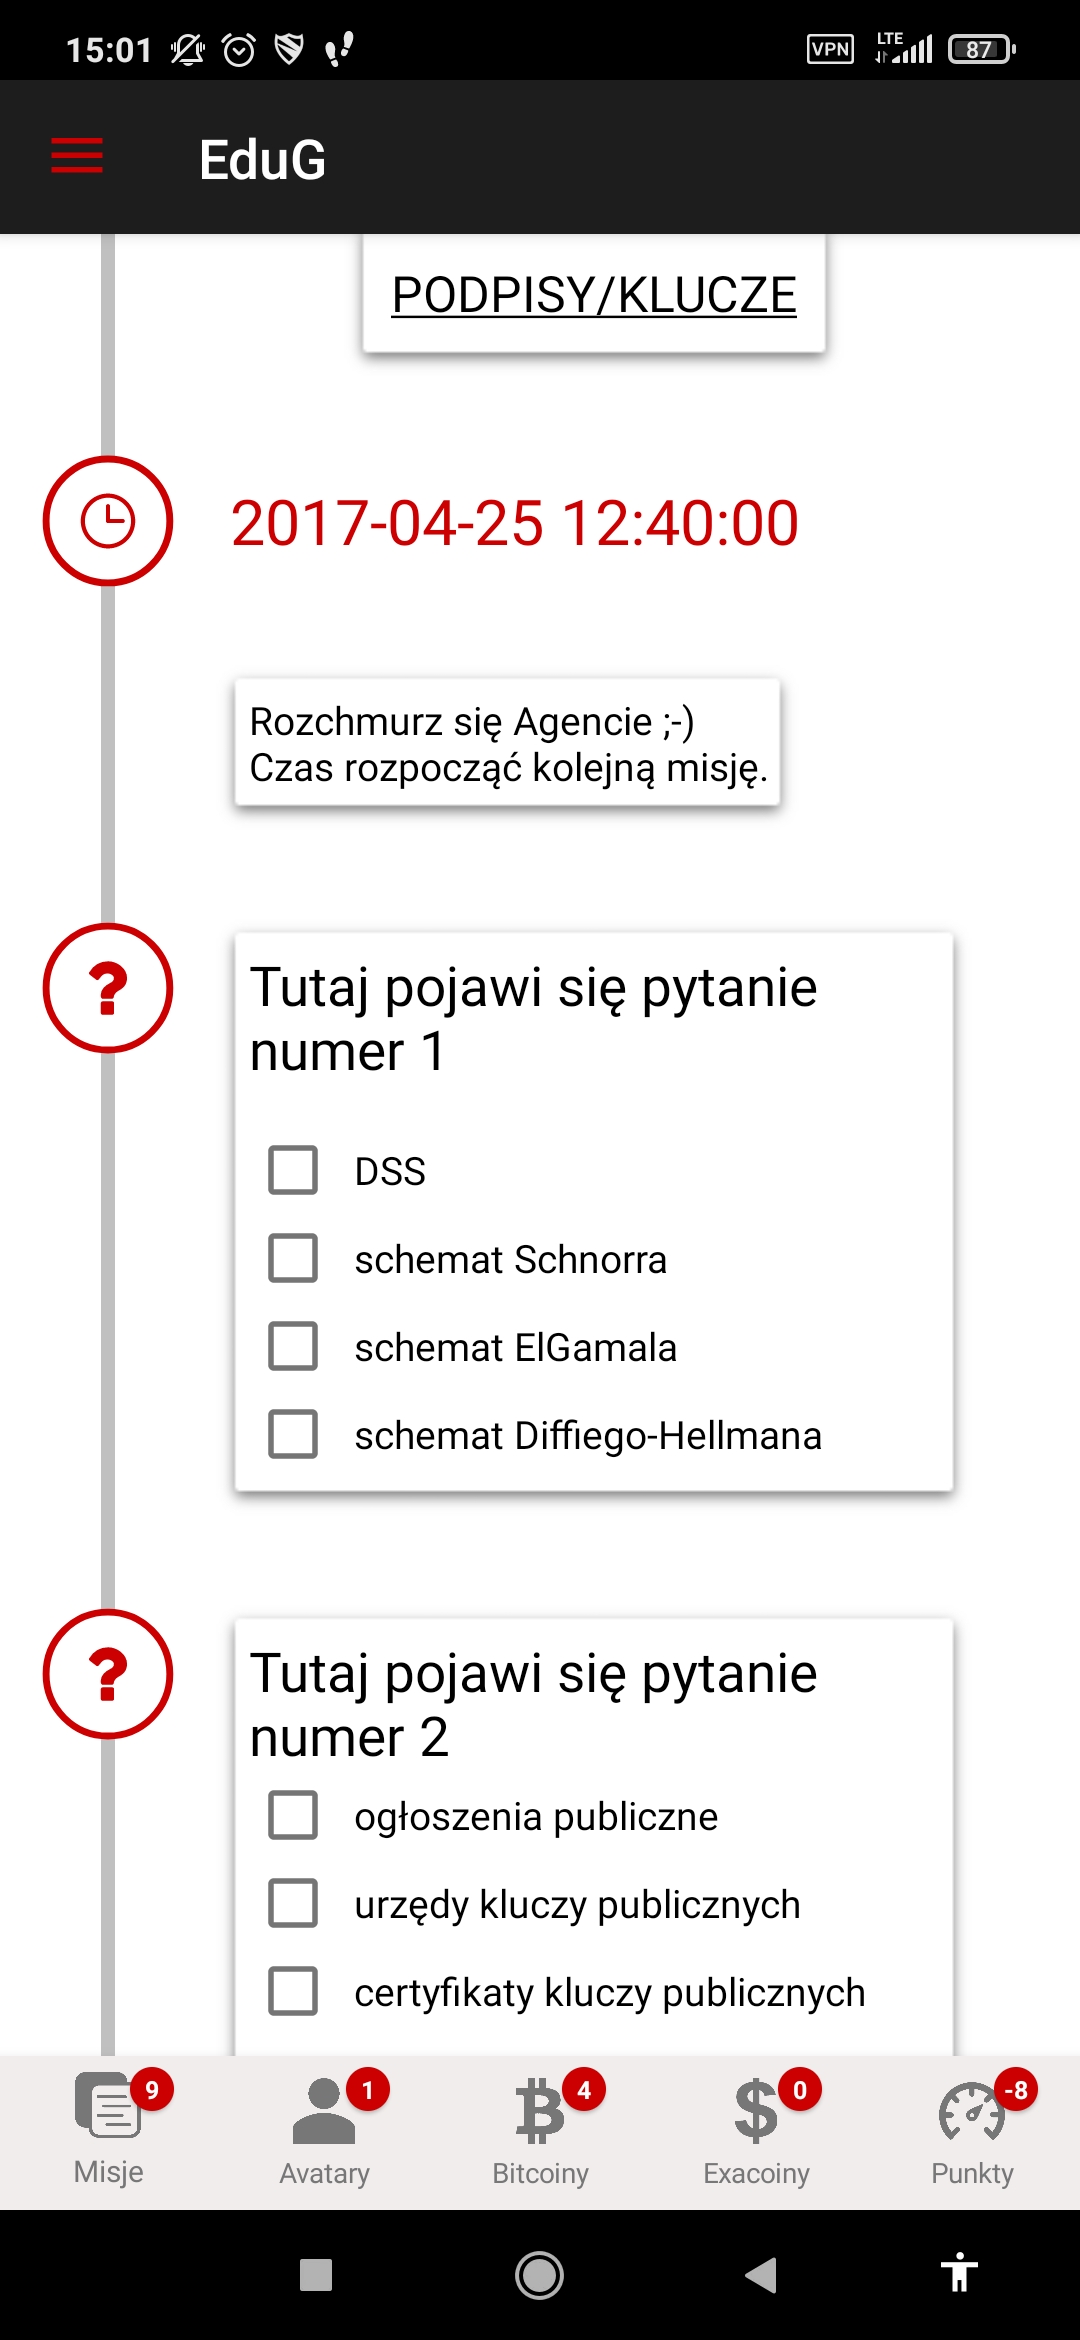 15:01
VPN
LTE
87
EduG
PODPISY/KLUCZE
2017-04-25 12:40:00
Rozchmurz się Agencie ;-)
Czas rozpocząć kolejną misję.
Tutaj pojawi się pytanie
numer 1
DSS
schemat Schnorra
schemat ElGamala
schemat Diffiego-Hellmana
Tutaj pojawi się pytanie
numer 2
ogłoszenia publiczne
urzędy kluczy publicznych
certyfikaty kluczy publicznych
9
1
4
0
-8
Misje
Avatary
Bitcoiny
Exacoiny
Punkty